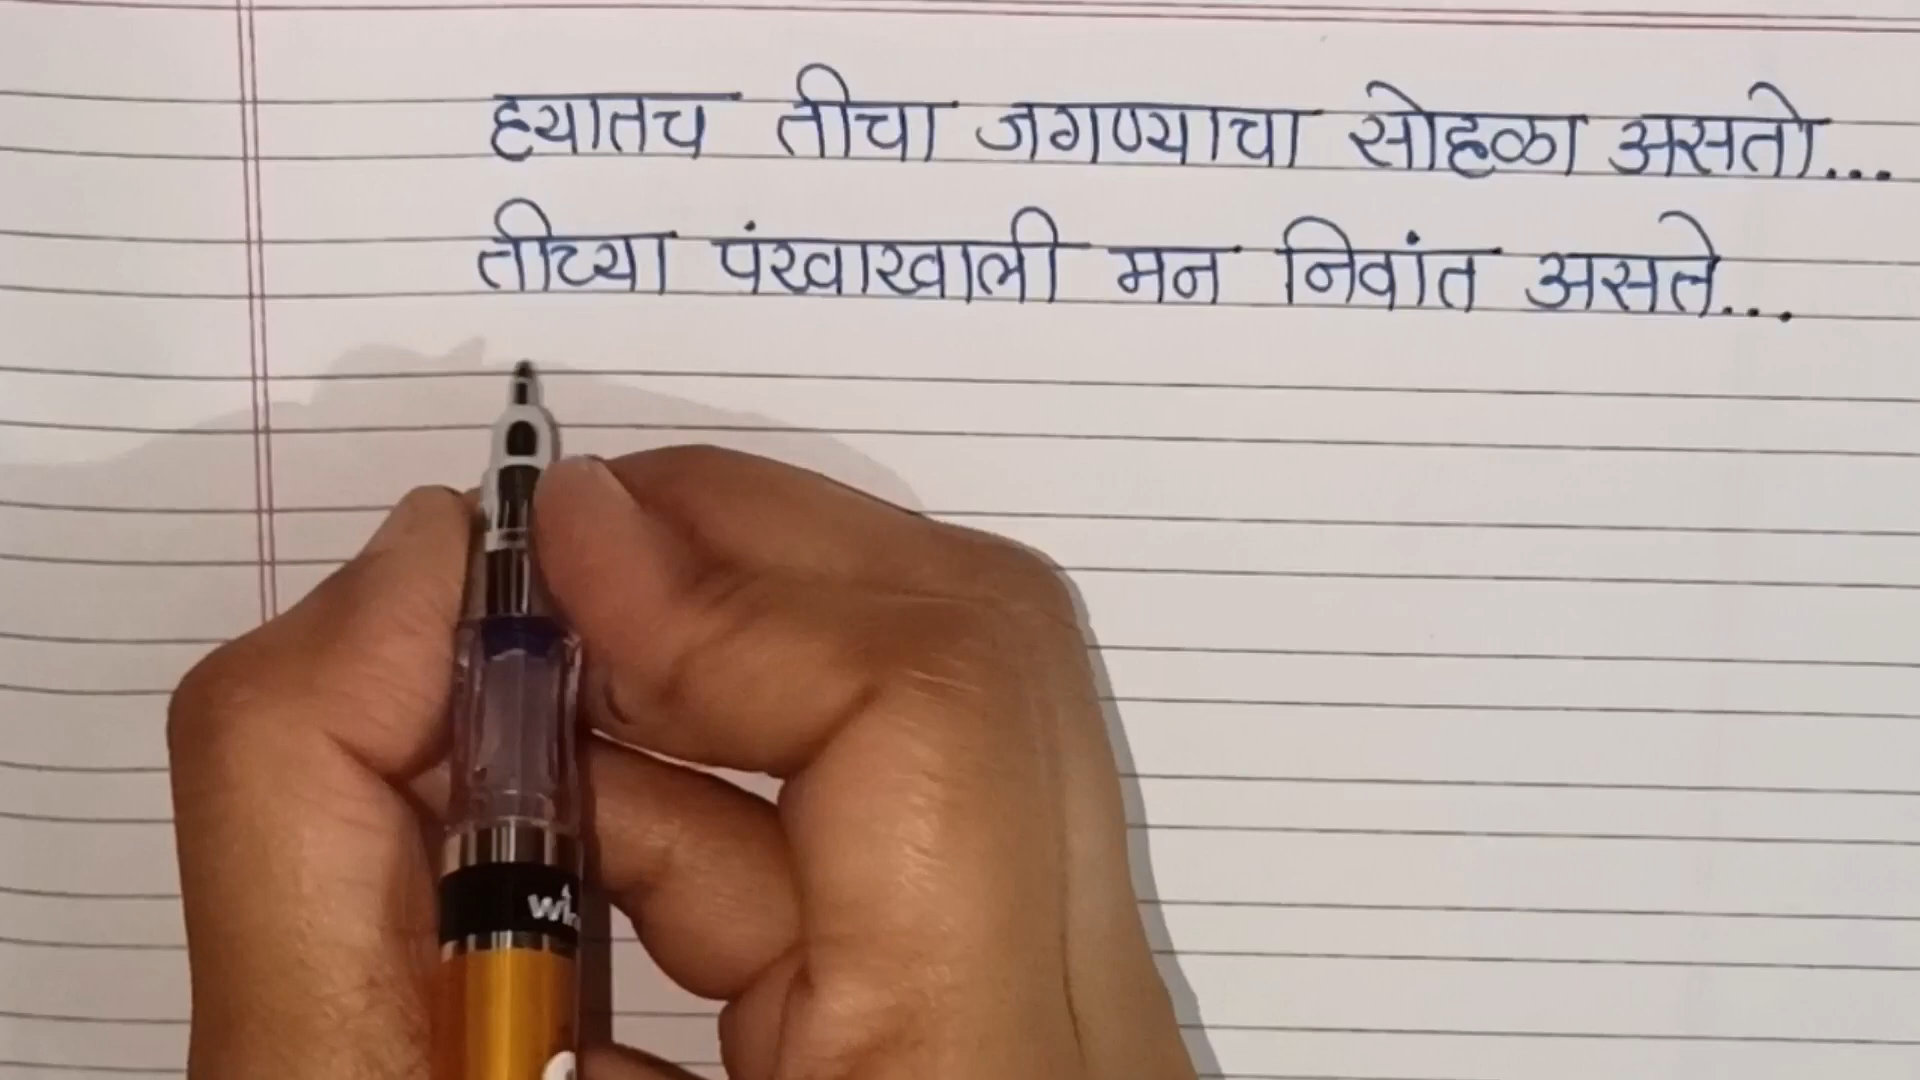 ह्यातच तीचा जगण्याचा सोहळा असतो...
तीच्या पंखाखाली मन निवांत असते...